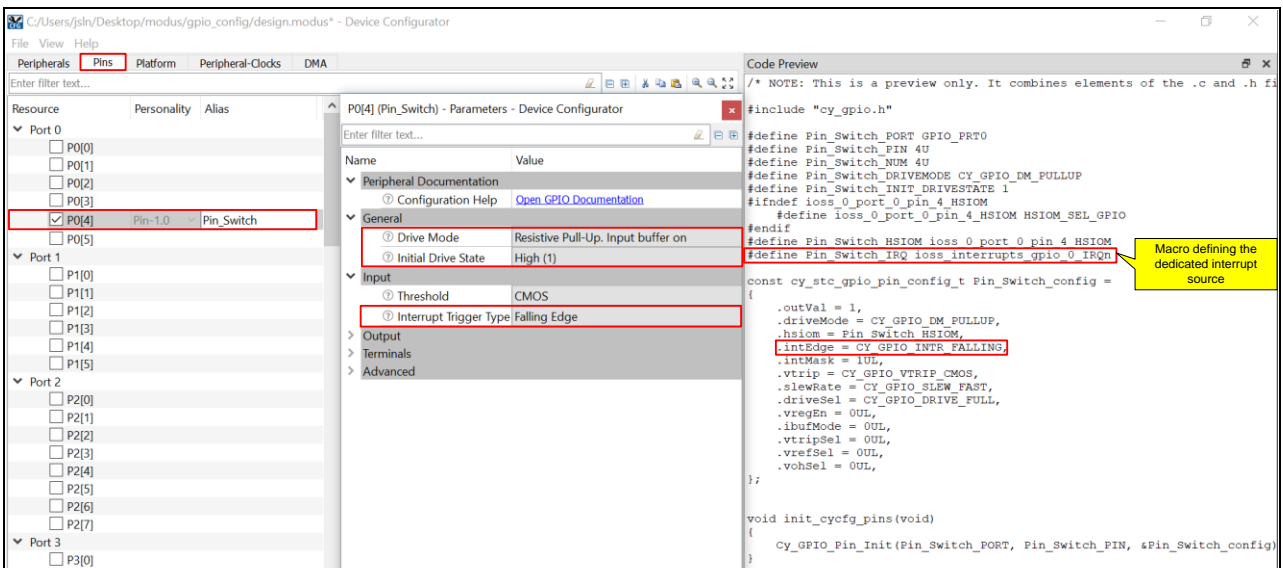 C:/Users/jsln/Desktop/modus/gpio_config/design.modus* - Device Configurator
File View Help
Peripherals Pins Platform Peripheral-Clocks DMA
Enter filter text...
Resource Personality Alias
Port 0
P0[0]
P0[1]
P0[2]
P0[3]
P0[4] Pin-1.0 Pin_Switch
P0[5]
Port 1
P1[0]
P1[1]
P1[2]
P1[3]
P1[4]
P1[5]
Port 2
P2[0]
P2[1]
P2[2]
P2[3]
P2[4]
P2[5]
P2[6]
P2[7]
Port 3
P3[0]
P0[4] (Pin_Switch) - Parameters - Device Configurator
Enter filter text...
Name Value
Peripheral Documentation
Configuration Help Open GPIO Documentation
General
Drive Mode Resistive Pull-Up. Input buffer on
Initial Drive State High (1)
Input
Threshold CMOS
Interrupt Trigger Type Falling Edge
Output
Terminals
Advanced
Code Preview
/* NOTE: This is a preview only. It combines elements of the .c and .h fi
#include "cy_gpio.h"
#define Pin_Switch_PORT GPIO_PRT0
#define Pin_Switch_PIN 4U
#define Pin_Switch_NUM 4U
#define Pin_Switch_DRIVEMODE CY_GPIO_DM_PULLUP
#define Pin_Switch_INIT_DRIVESTATE 1
#ifndef ioss_0_port_0_pin_4_HSIOM
#define ioss_0_port_0_pin_4_HSIOM HSIOM_SEL_GPIO
#endif
#define Pin_Switch_HSIOM ioss_0_port_0_pin_4_HSIOM
#define Pin_Switch_IRQ ioss_interrupts_gpio_0_IRQn
Macro defining the
dedicated interrupt
source
const cy_stc_gpio_pin_config_t Pin_Switch_config =
{
.outVal = 1,
.driveMode = CY_GPIO_DM_PULLUP,
.hsiom = Pin_Switch_HSIOM,
.intEdge = CY_GPIO_INTR_FALLING,
.intMask = 1UL,
.vtrip = CY_GPIO_VTRIP_CMOS,
.slewRate = CY_GPIO_SLEW_FAST,
.driveSel = CY_GPIO_DRIVE_FULL,
.vregEn = 0UL,
.ibufMode = 0UL,
.vtripSel = 0UL,
.vrefSel = 0UL,
.vohSel = 0UL,
};
void init_cycfg_pins(void)
{
Cy_GPIO_Pin_Init(Pin_Switch_PORT, Pin_Switch_PIN, &Pin_Switch_config)
}